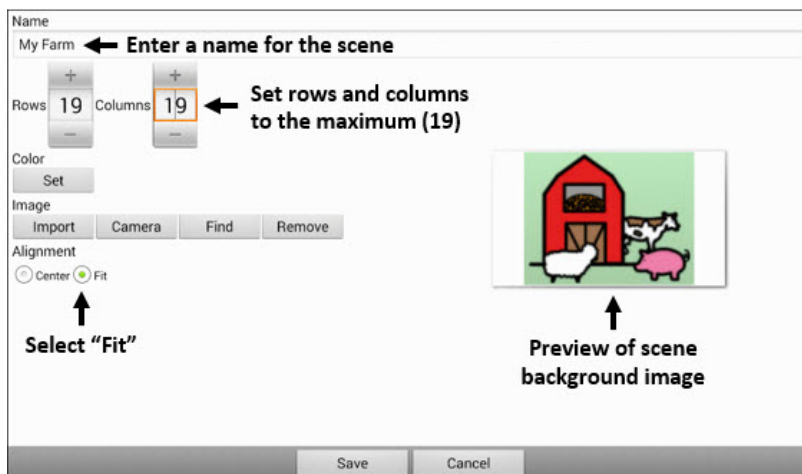 Name
My Farm Enter a name for the scene
+ +
Rows 19 Columns 19 Set rows and columns
to the maximum (19)
− −
Color
Set
Image
Import Camera Find Remove
Alignment
Center Fit
Select “Fit”
Preview of scene
background image
Save Cancel